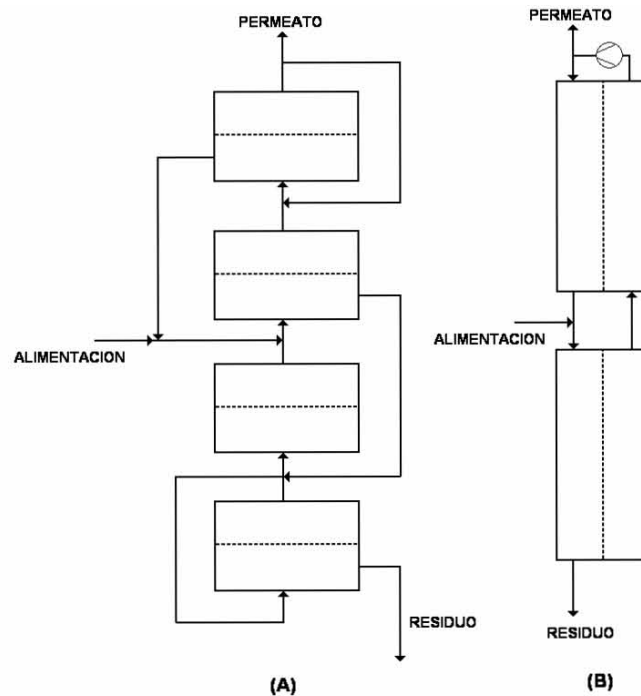 PERMEATO
ALIMENTACION
RESIDUO
(A)
PERMEATO
ALIMENTACION
RESIDUO
(B)